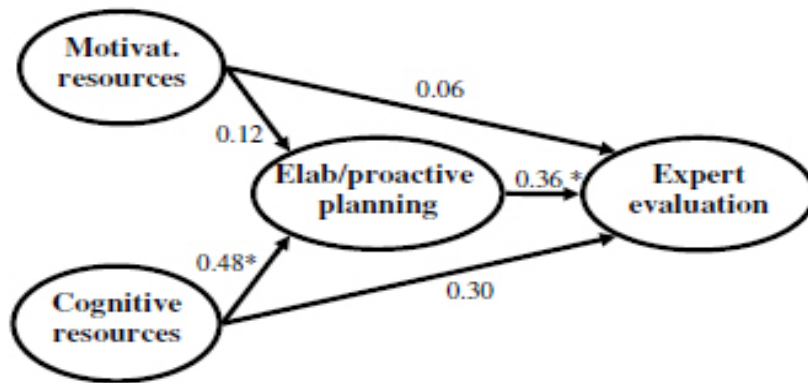 Motivat.
resources
0.06
0.12
Elab/proactive
planning
0.36 *
Expert
evaluation
0.48*
0.30
Cognitive
resources